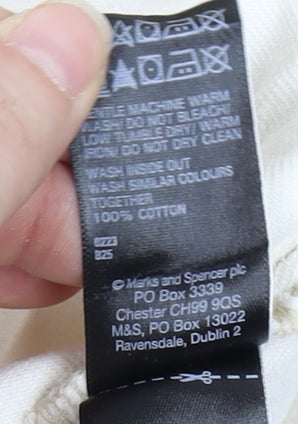 GENTLE MACHINE WARM
WASH/ DO NOT BLEACH/
LOW TUMBLE DRY/ WARM
IRON/ DO NOT DRY CLEAN
WASH INSIDE OUT
WASH SIMILAR COLOURS
TOGETHER
100% COTTON
0223
825
© Marks and Spencer plc
PO Box 3339
Chester CH99 9QS
M&S, PO Box 13022
Ravensdale, Dublin 2